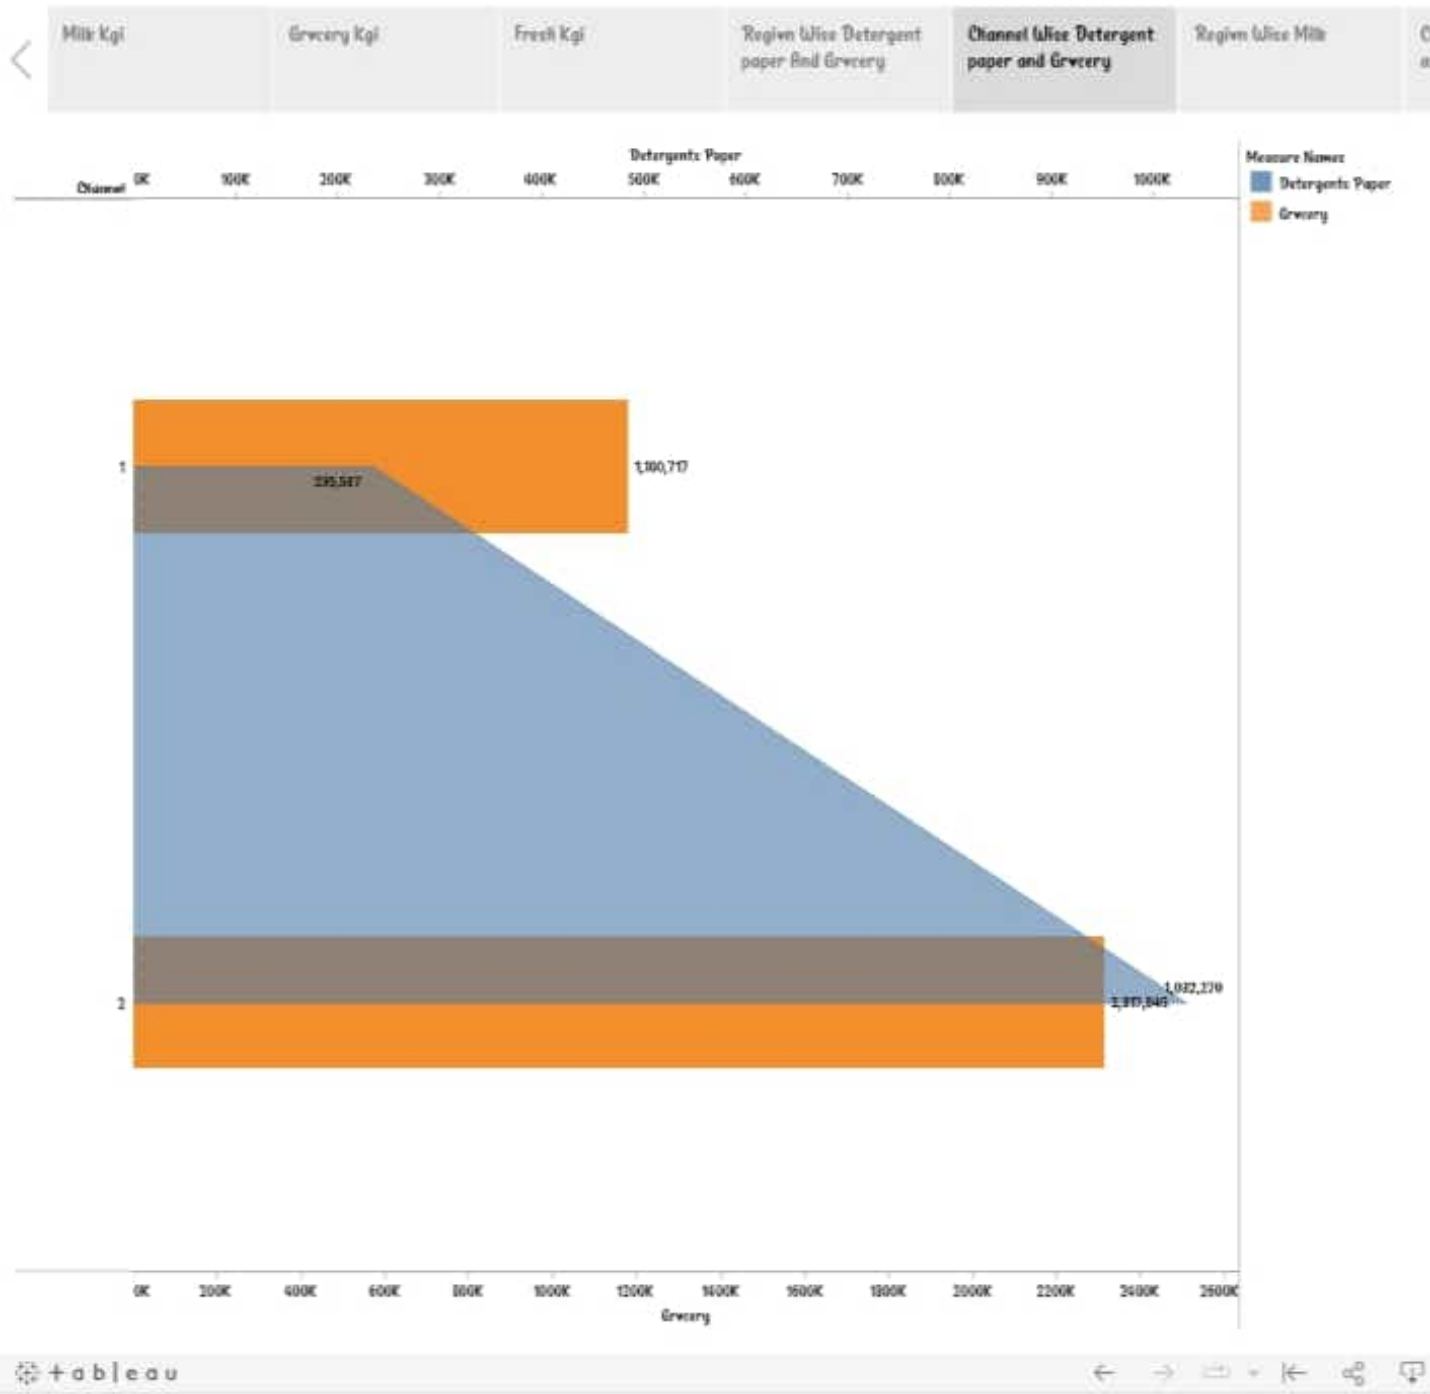 Milk Kgi
Grocery Kgi
Fresh Kgi
Region Wise Detergent
paper And Grocery
Channel Wise Detergent
paper and Grocery
Region Wise Milk
Detergents Paper
Channel
0K 100K 200K 300K 400K 500K 600K 700K 800K 900K 1000K
Measure Names
Detergents Paper
Grocery
1
1,180,717
2
0K 200K 400K 600K 800K 1000K 1200K 1400K 1600K 1800K 2000K 2200K 2400K 2600K
Grocery
+ableau